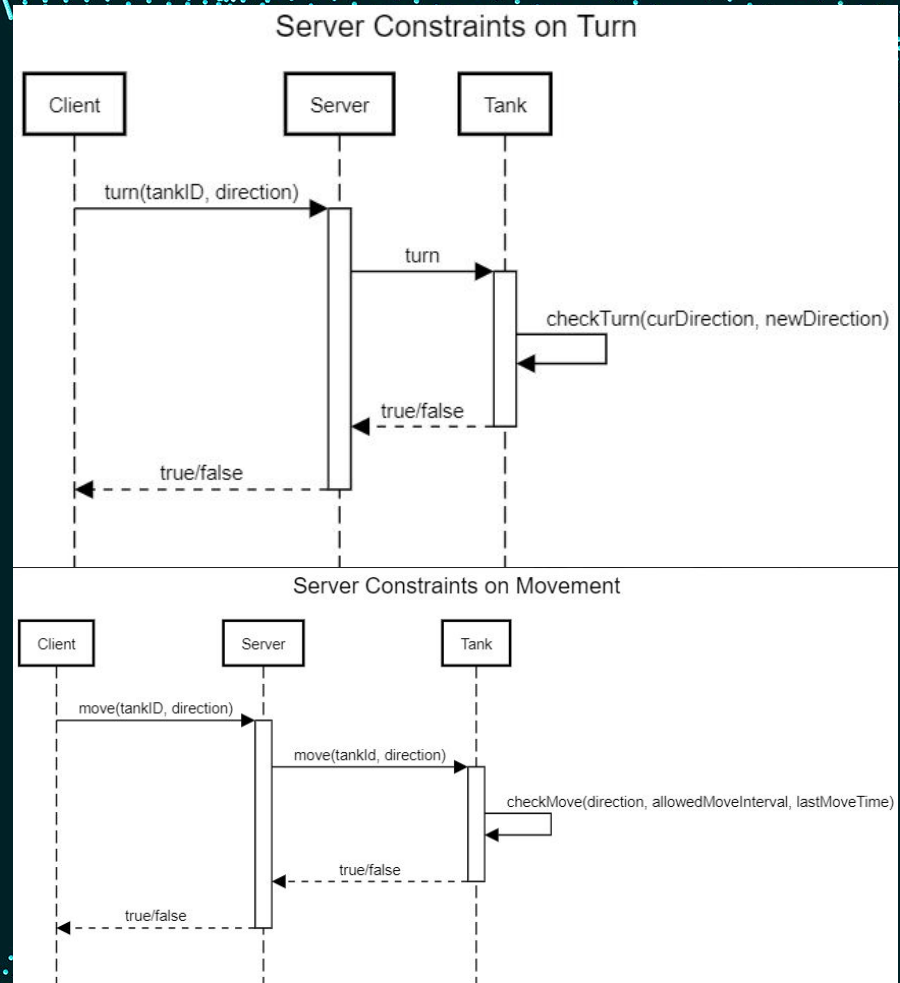 Server Constraints on Turn
Client
Server
Tank
turn(tankID, direction)
turn
checkTurn(curDirection, newDirection)
true/false
true/false
Server Constraints on Movement
Client
Server
Tank
move(tankID, direction)
move(tankId, direction)
checkMove(direction, allowedMoveInterval, lastMoveTime)
true/false
true/false